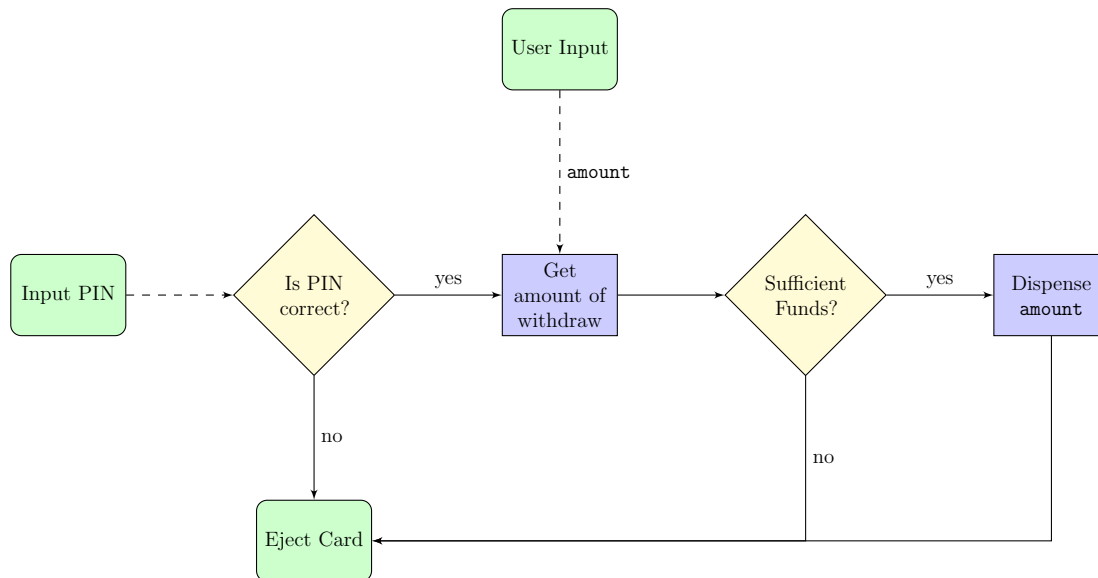 User Input
amount
Input PIN
Is PIN
correct?
yes
Get
amount of
withdraw
Sufficient
Funds?
yes
Dispense
amount
no
no
Eject Card